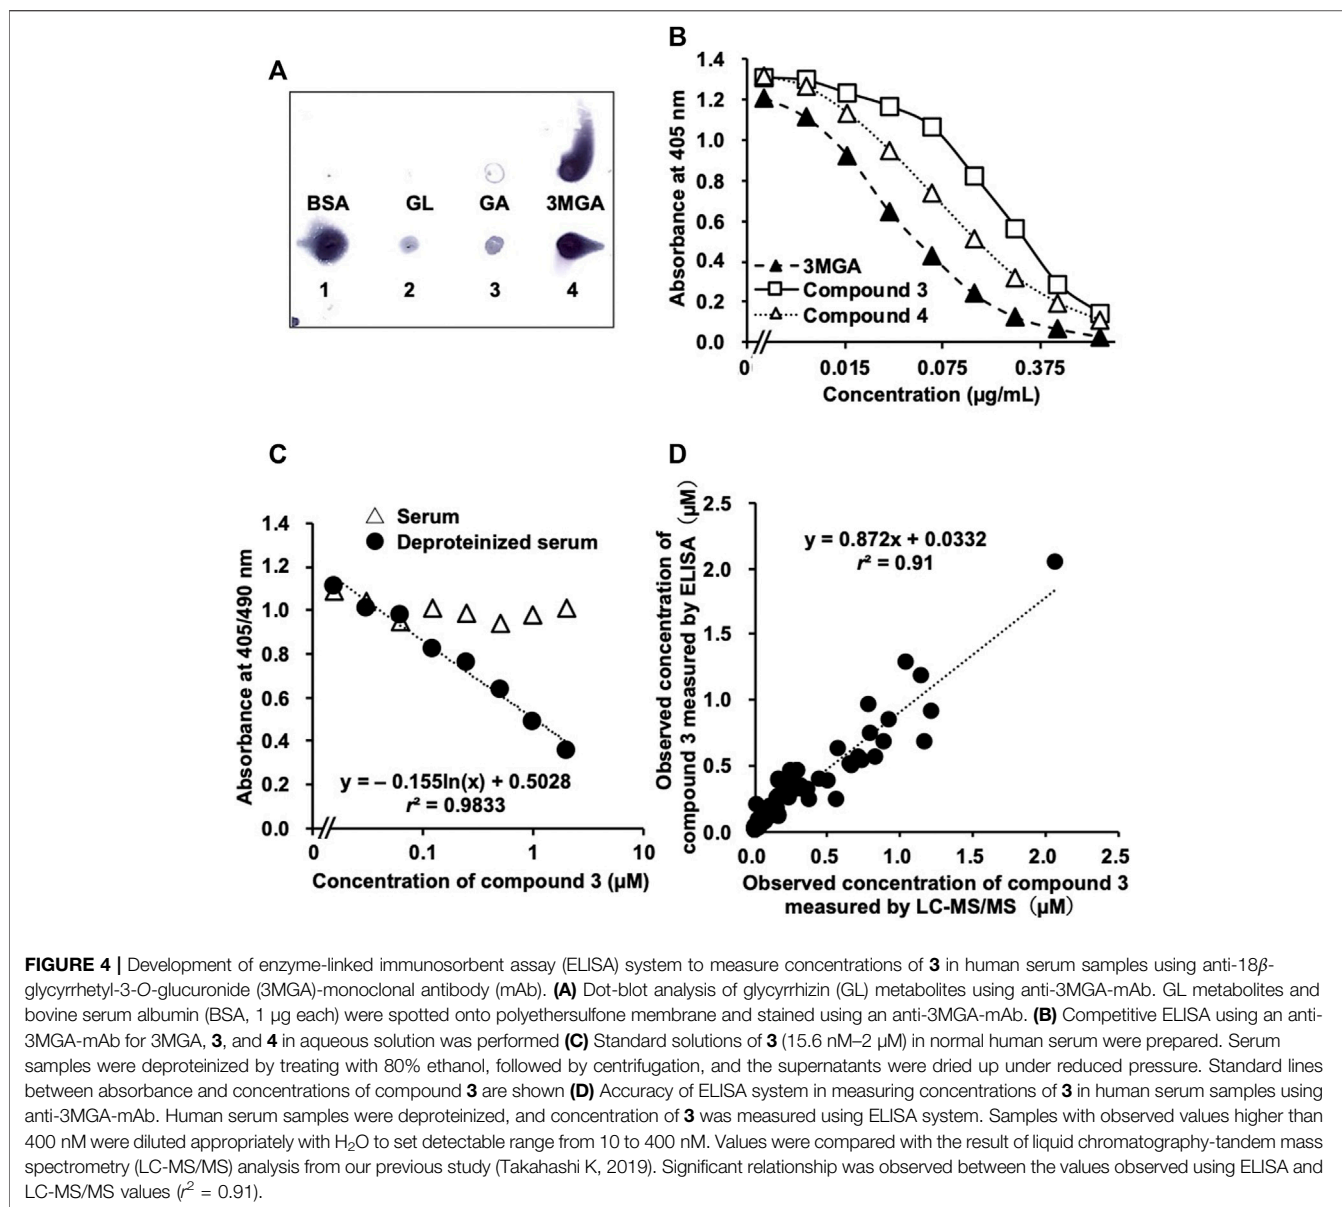 A
BSA GL GA 3MGA
1 2 3 4
B
Absorbance at 405 nm
1.4
1.2
1.0
0.8
0.6
0.4
0.2
0.0
3MGA
Compound 3
Compound 4
0 0.015 0.075 0.375
Concentration (µg/mL)
C
Absorbance at 405/490 nm
1.4
1.2
1.0
0.8
0.6
0.4
0.2
0.0
Serum
Deproteinized serum
y = – 0.155ln(x) + 0.5028
r² = 0.9833
0 0.1 1 10
Concentration of compound 3 (µM)
D
Observed concentration of
compound 3 measured by ELISA（µM）
2.5
2.0
1.5
1.0
0.5
0.0
y = 0.872x + 0.0332
r² = 0.91
0.0 0.5 1.0 1.5 2.0 2.5
Observed concentration of compound 3
measured by LC-MS/MS（µM）
FIGURE 4 | Development of enzyme-linked immunosorbent assay (ELISA) system to measure concentrations of 3 in human serum samples using anti-18β-
glycyrrhetyl-3-O-glucuronide (3MGA)-monoclonal antibody (mAb). (A) Dot-blot analysis of glycyrrhizin (GL) metabolites using anti-3MGA-mAb. GL metabolites and
bovine serum albumin (BSA, 1 µg each) were spotted onto polyethersulfone membrane and stained using an anti-3MGA-mAb. (B) Competitive ELISA using an anti-
3MGA-mAb for 3MGA, 3, and 4 in aqueous solution was performed (C) Standard solutions of 3 (15.6 nM–2 µM) in normal human serum were prepared. Serum
samples were deproteinized by treating with 80% ethanol, followed by centrifugation, and the supernatants were dried up under reduced pressure. Standard lines
between absorbance and concentrations of compound 3 are shown (D) Accuracy of ELISA system in measuring concentrations of 3 in human serum samples using
anti-3MGA-mAb. Human serum samples were deproteinized, and concentration of 3 was measured using ELISA system. Samples with observed values higher than
400 nM were diluted appropriately with H₂O to set detectable range from 10 to 400 nM. Values were compared with the result of liquid chromatography-tandem mass
spectrometry (LC-MS/MS) analysis from our previous study (Takahashi K, 2019). Significant relationship was observed between the values observed using ELISA and
LC-MS/MS values (r² = 0.91).